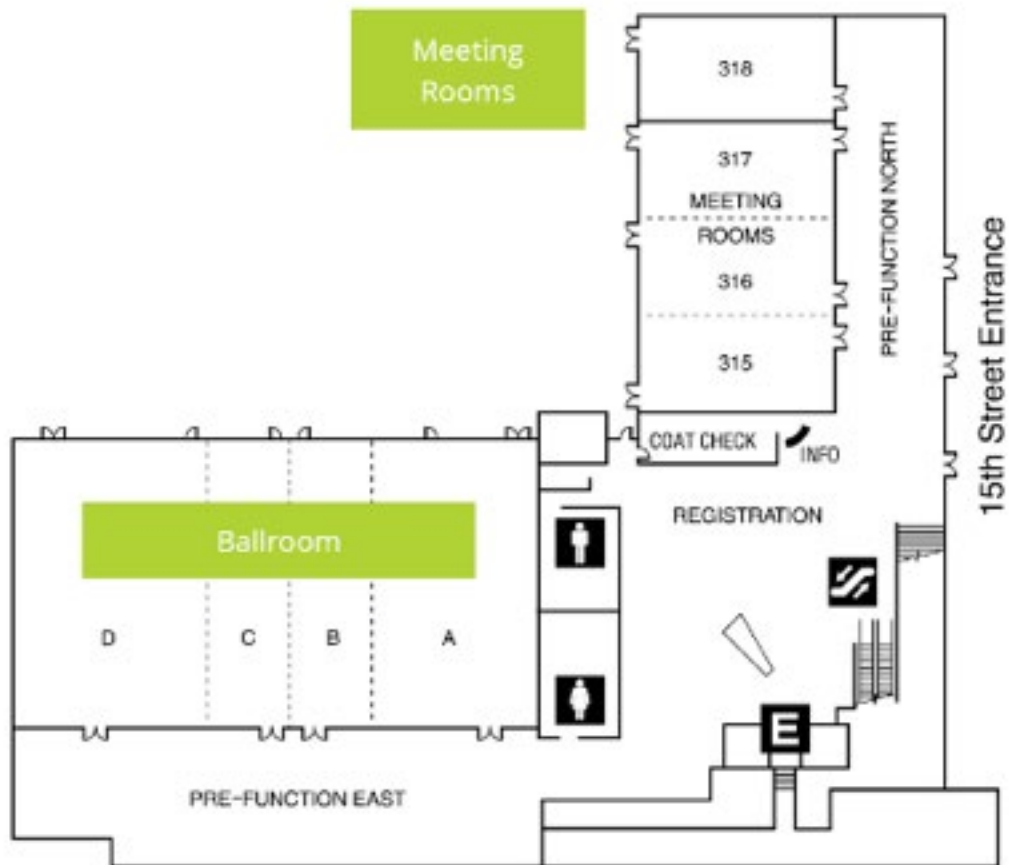 Meeting
Rooms
318
317
MEETING
ROOMS
316
315
PRE-FUNCTION NORTH
15th Street Entrance
COAT CHECK
INFO
REGISTRATION
Ballroom
D
C
B
A
E
PRE-FUNCTION EAST